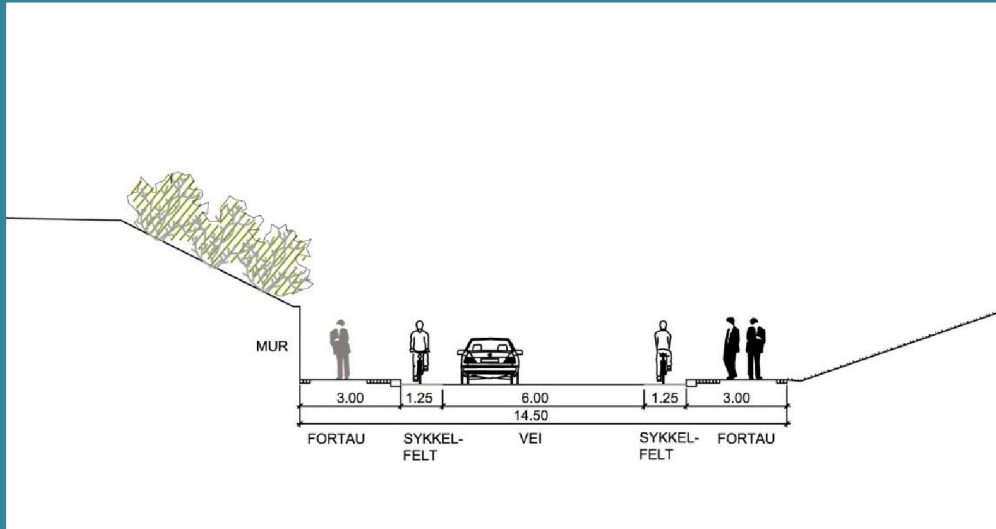 MUR
3.00 1.25 6.00 1.25 3.00
14.50
FORTAU SYKKEL- VEI SYKKEL- FORTAU
FELT FELT